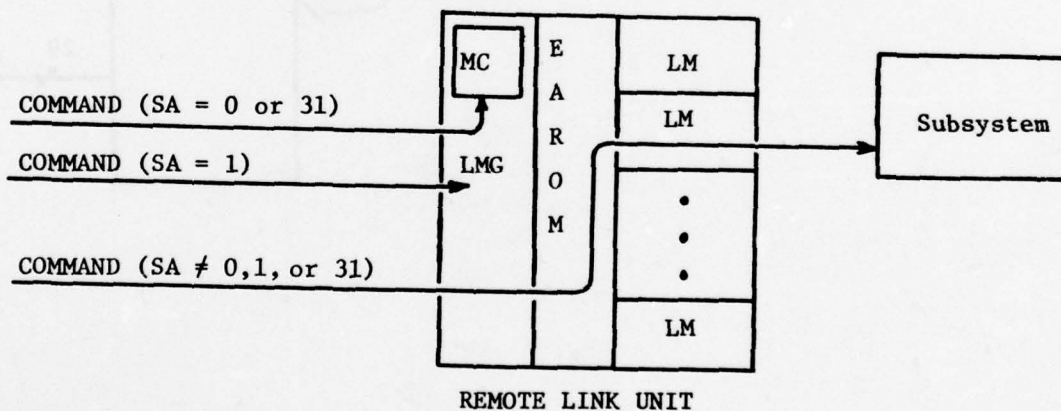 MC
E
A
R
O
M
LM
LM
LM
COMMAND (SA = 0 or 31)
COMMAND (SA = 1)
LMG
COMMAND (SA ≠ 0,1, or 31)
Subsystem
REMOTE LINK UNIT